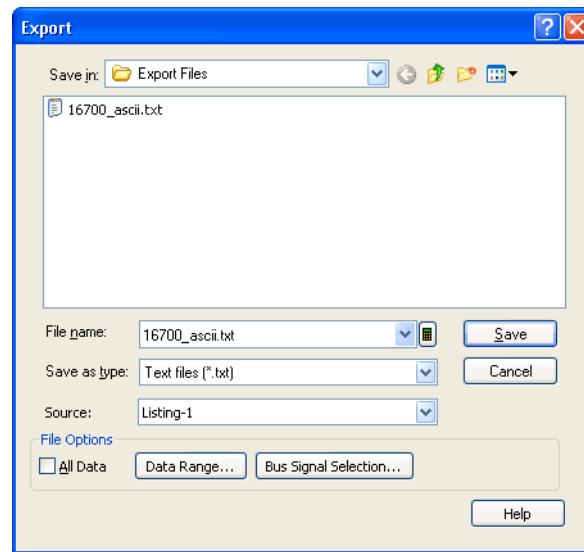 Export
Save in: Export Files
16700_ascii.txt
File name: 16700_ascii.txt Save
Save as type: Text files (*.txt) Cancel
Source: Listing-1
File Options
All Data Data Range... Bus Signal Selection...
Help